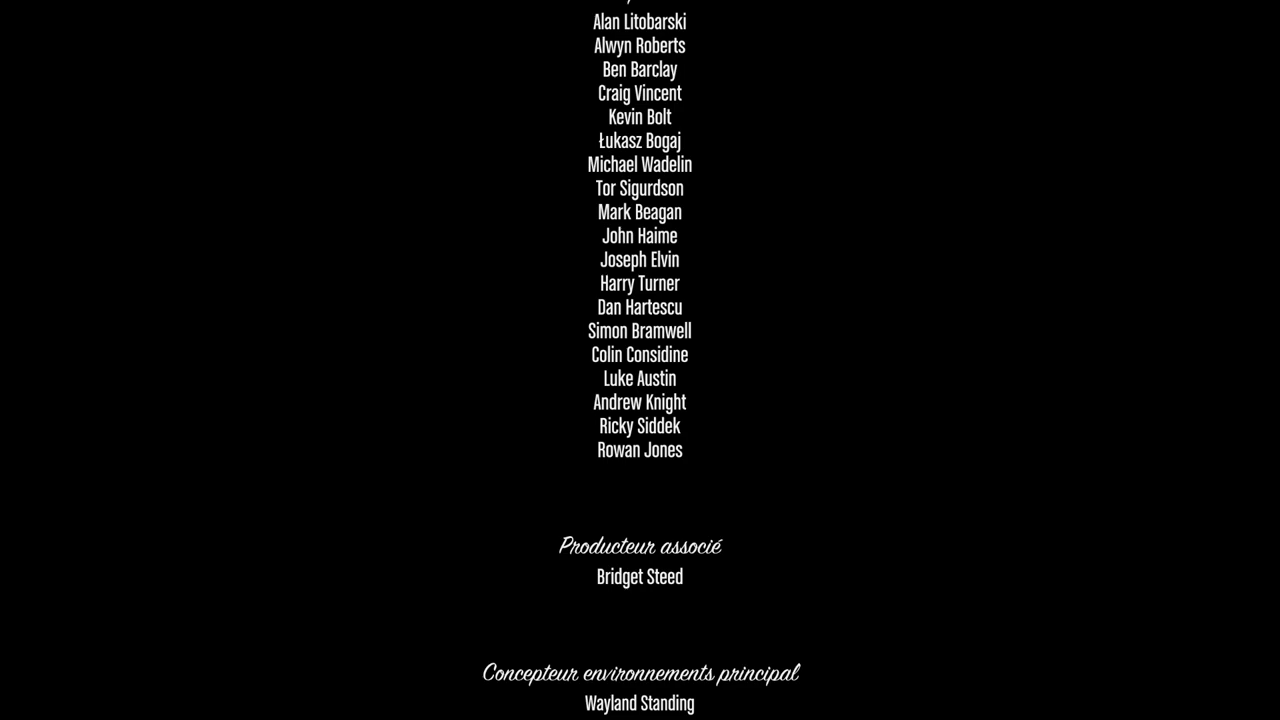 Alan Litobarski
Alwyn Roberts
Ben Barclay
Craig Vincent
Kevin Bolt
Łukasz Bogaj
Michael Wadelin
Tor Sigurdson
Mark Beagan
John Haime
Joseph Elvin
Harry Turner
Dan Hartescu
Simon Bramwell
Colin Considine
Luke Austin
Andrew Knight
Ricky Siddek
Rowan Jones
Producteur associé
Bridget Steed
Concepteur environnements principal
Wayland Standing